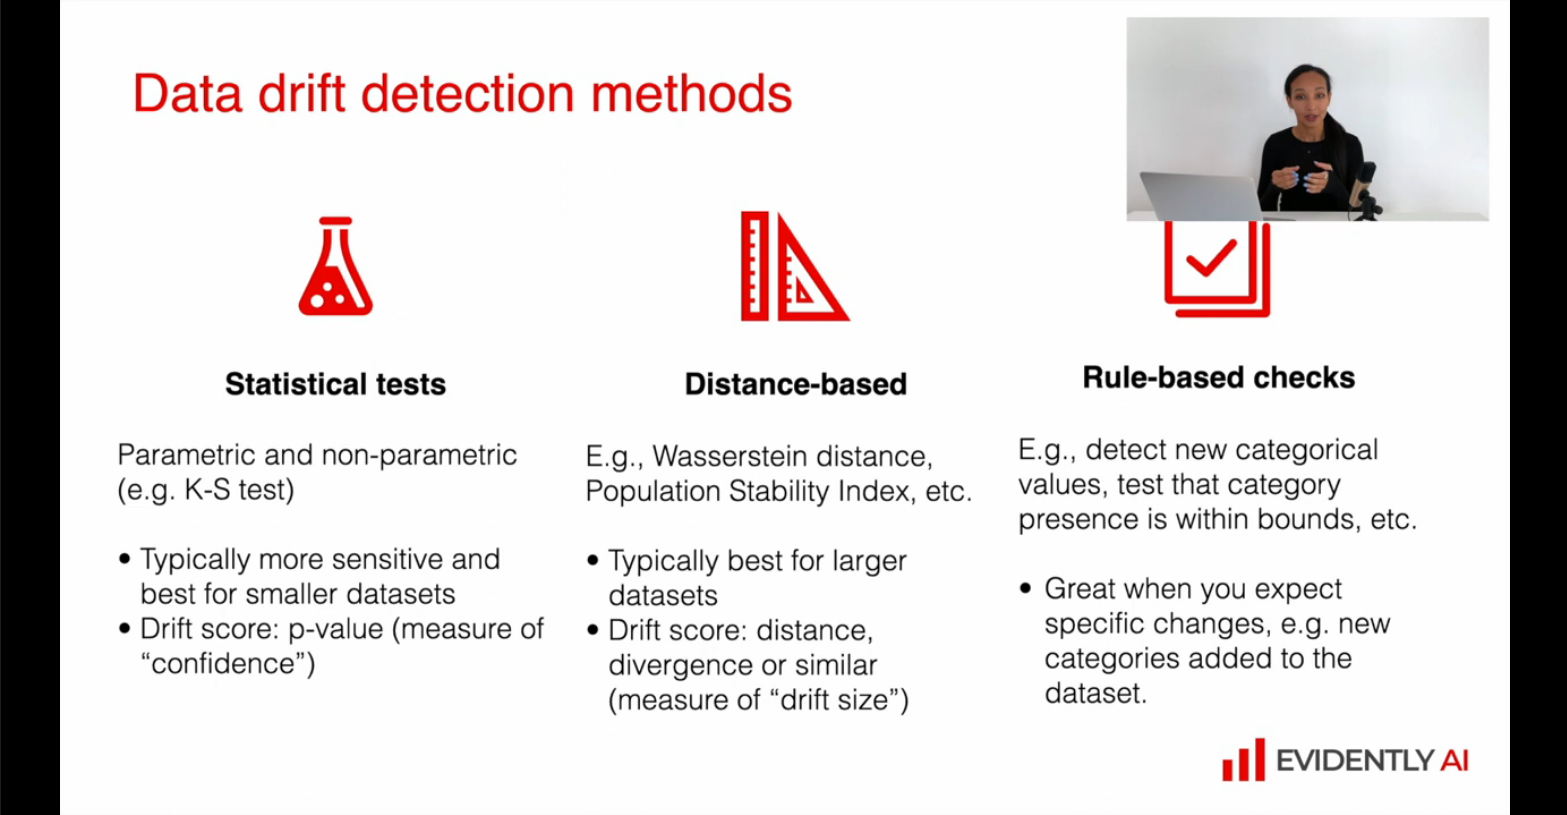 Data drift detection methods
Statistical tests
Parametric and non-parametric
(e.g. K-S test)
• Typically more sensitive and
best for smaller datasets
• Drift score: p-value (measure of
“confidence”)
Distance-based
E.g., Wasserstein distance,
Population Stability Index, etc.
• Typically best for larger
datasets
• Drift score: distance,
divergence or similar
(measure of “drift size”)
Rule-based checks
E.g., detect new categorical
values, test that category
presence is within bounds, etc.
• Great when you expect
specific changes, e.g. new
categories added to the
dataset.
EVIDENTLY AI